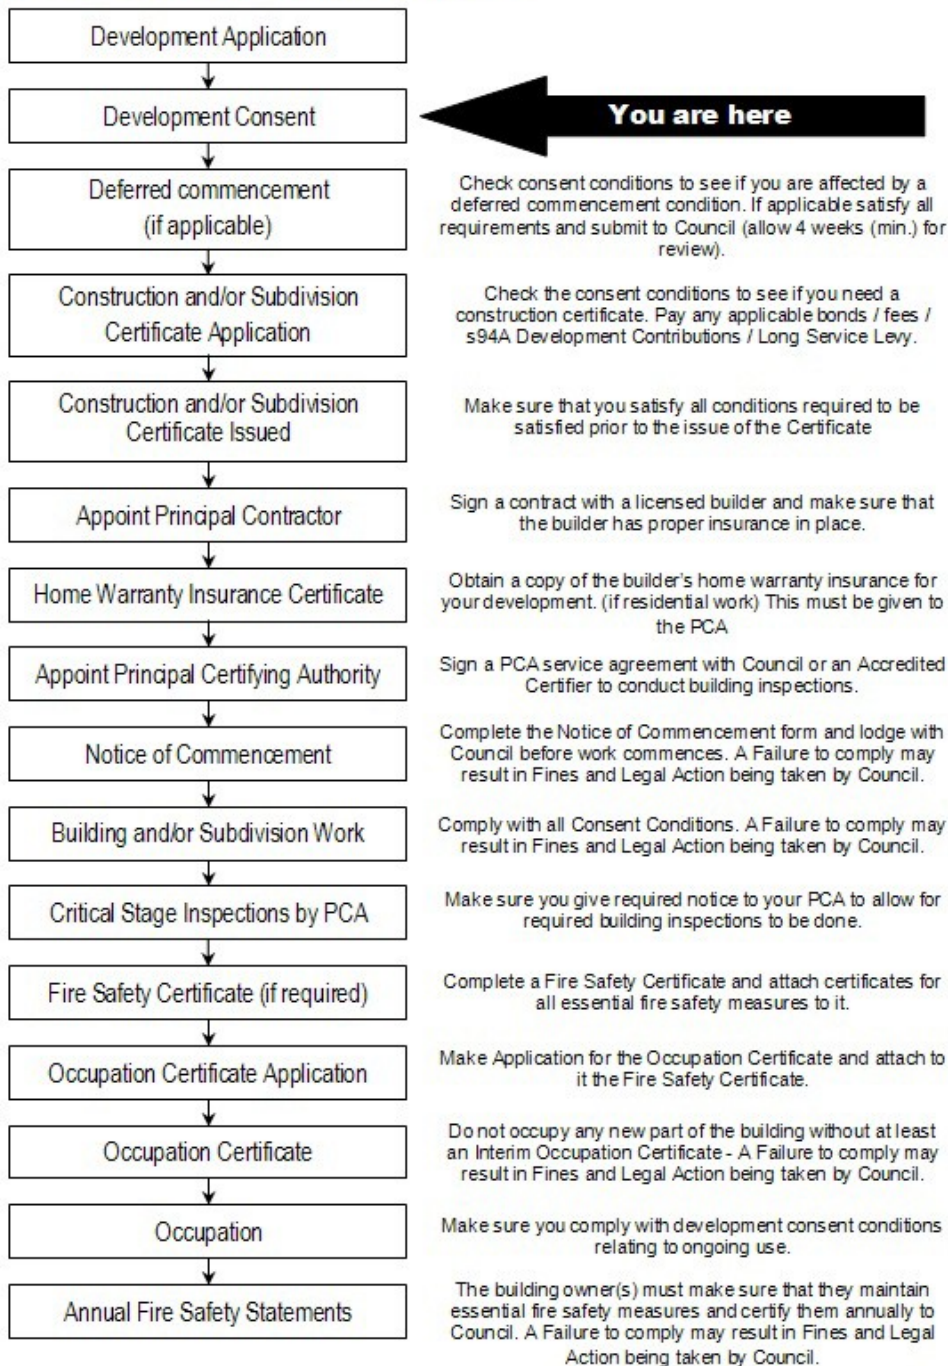 Development Application
Development Consent
You are here
Deferred commencement
(if applicable)
Check consent conditions to see if you are affected by a
deferred commencement condition. If applicable satisfy all
requirements and submit to Council (allow 4 weeks (min.) for
review).
Construction and/or Subdivision
Certificate Application
Check the consent conditions to see if you need a
construction certificate. Pay any applicable bonds / fees /
s94A Development Contributions / Long Service Levy.
Construction and/or Subdivision
Certificate Issued
Make sure that you satisfy all conditions required to be
satisfied prior to the issue of the Certificate
Appoint Principal Contractor
Sign a contract with a licensed builder and make sure that
the builder has proper insurance in place.
Home Warranty Insurance Certificate
Obtain a copy of the builder's home warranty insurance for
your development. (if residential work) This must be given to
the PCA
Appoint Principal Certifying Authority
Sign a PCA service agreement with Council or an Accredited
Certifier to conduct building inspections.
Notice of Commencement
Complete the Notice of Commencement form and lodge with
Council before work commences. A Failure to comply may
result in Fines and Legal Action being taken by Council.
Building and/or Subdivision Work
Comply with all Consent Conditions. A Failure to comply may
result in Fines and Legal Action being taken by Council.
Critical Stage Inspections by PCA
Make sure you give required notice to your PCA to allow for
required building inspections to be done.
Fire Safety Certificate (if required)
Complete a Fire Safety Certificate and attach certificates for
all essential fire safety measures to it.
Occupation Certificate Application
Make Application for the Occupation Certificate and attach to
it the Fire Safety Certificate.
Occupation Certificate
Do not occupy any new part of the building without at least
an Interim Occupation Certificate - A Failure to comply may
result in Fines and Legal Action being taken by Council.
Occupation
Make sure you comply with development consent conditions
relating to ongoing use.
Annual Fire Safety Statements
The building owner(s) must make sure that they maintain
essential fire safety measures and certify them annually to
Council. A Failure to comply may result in Fines and Legal
Action being taken by Council.